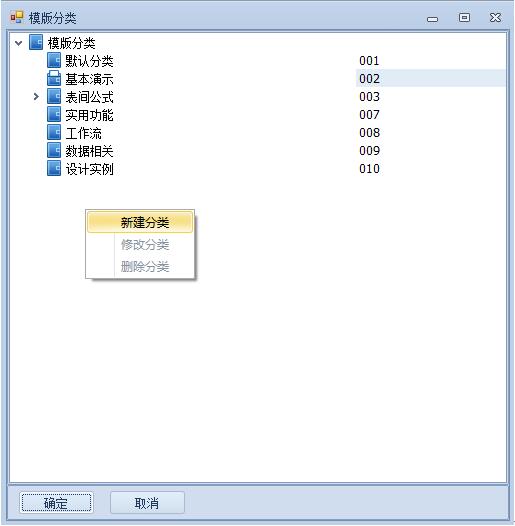 模版分类
模版分类
默认分类 001
基本演示 002
表间公式 003
实用功能 007
工作流 008
数据相关 009
设计实例 010
新建分类
修改分类
删除分类
确定 取消